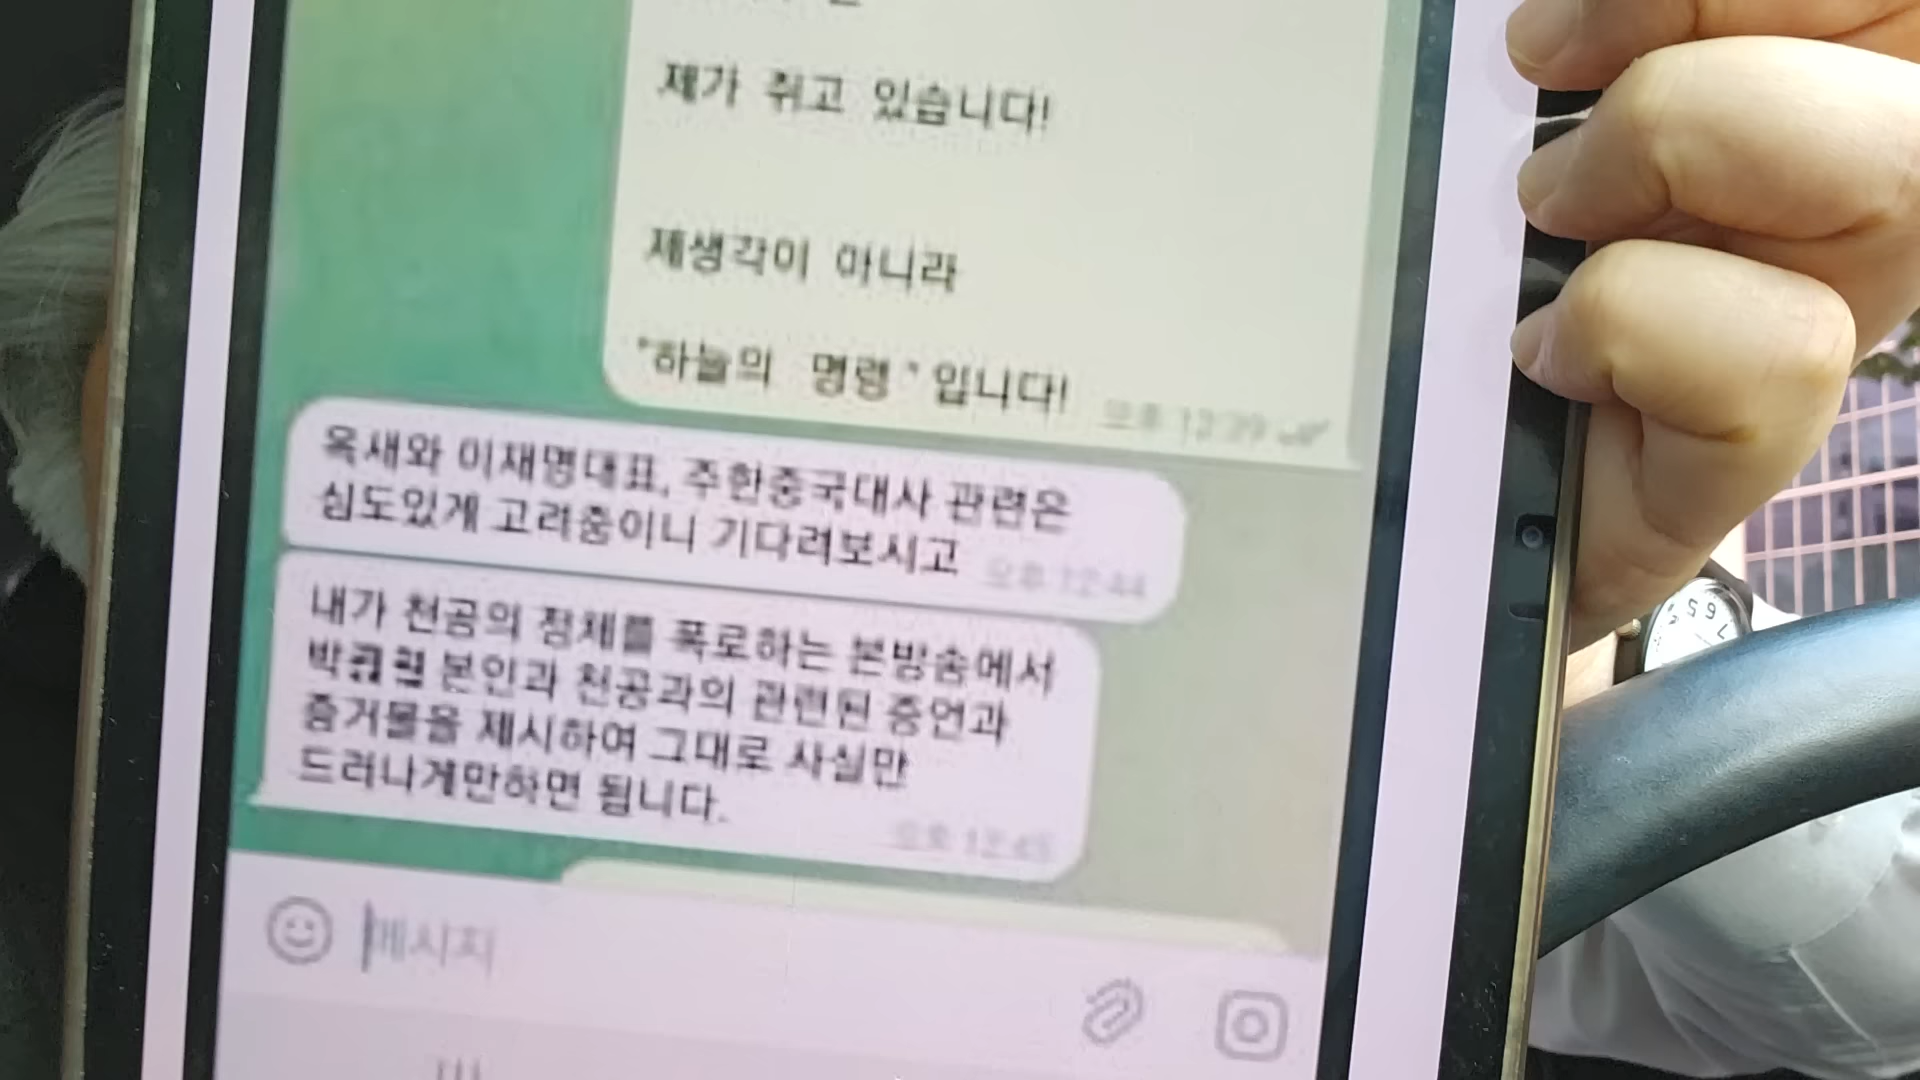 제가 쥐고 있습니다!
제생각이 아니라
"하늘의 명령" 입니다!
오후 12:39
옥새와 이재명대표, 주한중국대사 관련은
심도있게 고려중이니 기다려보시고
오후 12:44
내가 천공의 정체를 폭로하는 본방송에서
본인과 천공과의 관련된 증언과
증거물을 제시하여 그대로 사실만
드러나게만하면 됩니다.
오후 12:45
메시지